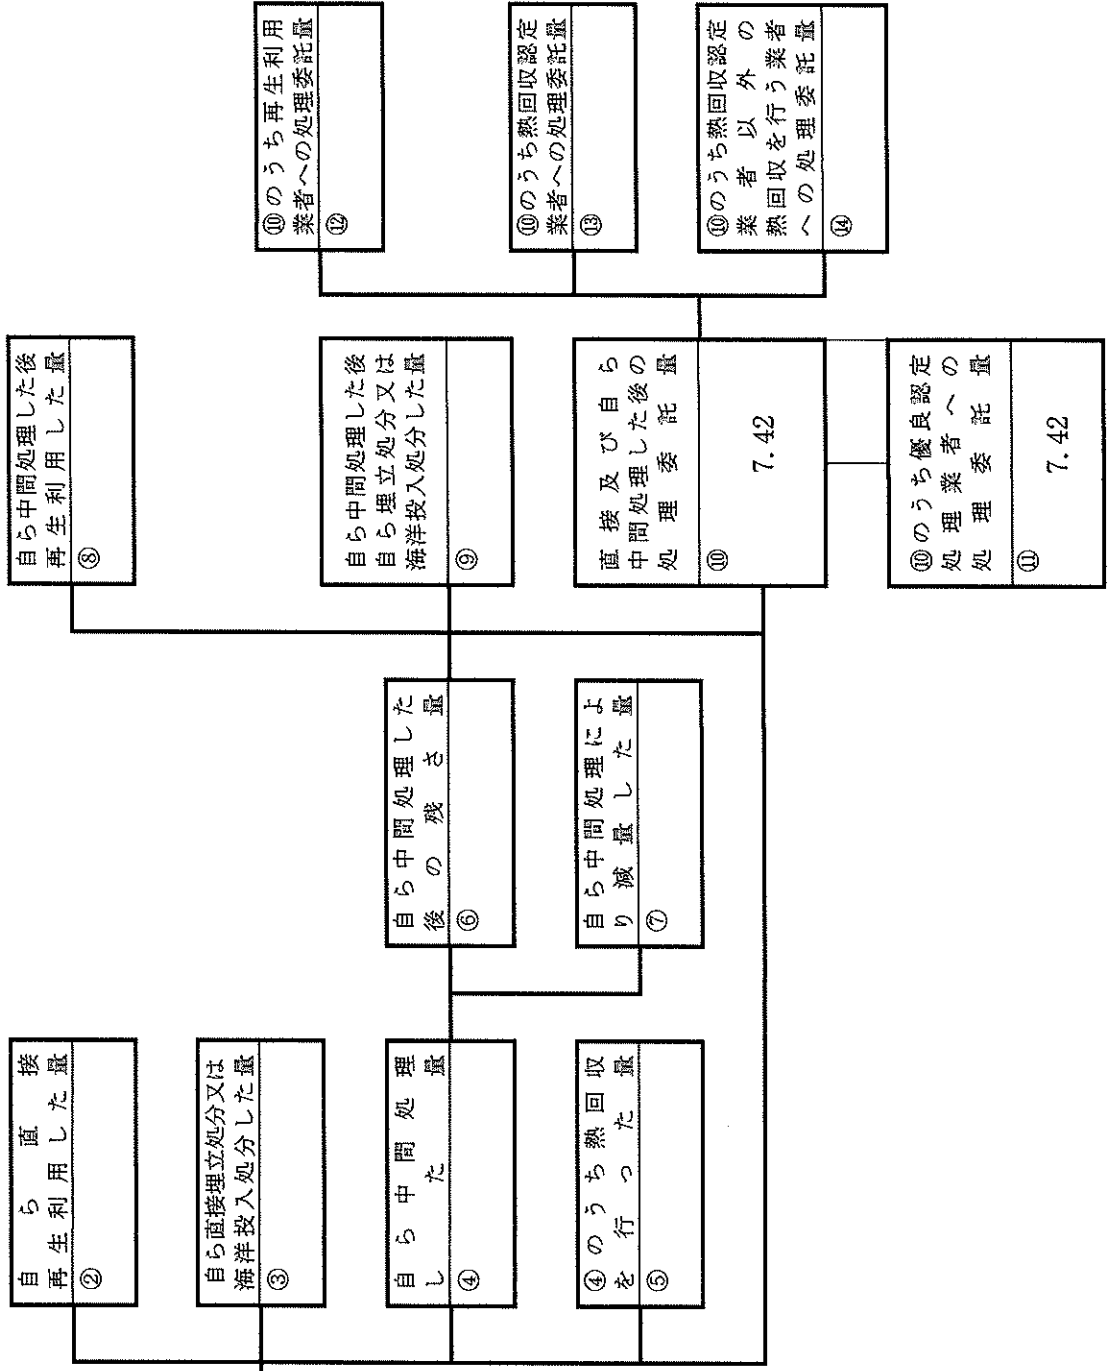 自ら直接
再生利用した量
②
自ら直接埋立処分又は
海洋投入処分した量
③
自ら中間処理
した量
④
④のうち熱回収
を行った量
⑤
自ら中間処理した
後の残さ量
⑥
自ら中間処理によ
り減量した量
⑦
自ら中間処理した後
再生利用した量
⑧
自ら中間処理した後
自ら埋立処分又は
海洋投入処分した量
⑨
直接及び自ら
中間処理した後の
処理委託量
⑩
7.42
⑩のうち優良認定
処理業者への
処理委託量
⑪
7.42
⑩のうち再生利用
業者への処理委託量
⑫
⑩のうち熱回収認定
業者への処理委託量
⑬
⑩のうち熱回収認定
業者以外の
熱回収を行う業者
への処理委託量
⑭